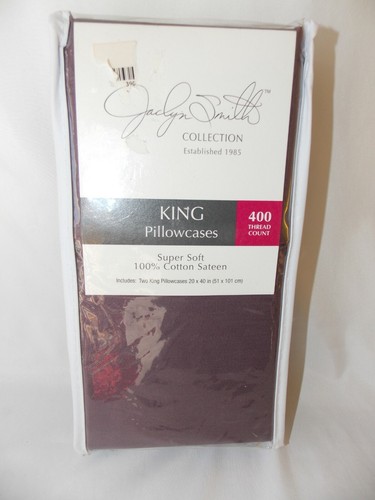 Jaclyn Smith™
COLLECTION
Established 1985
KING
Pillowcases
400
THREAD
COUNT
Super Soft
100% Cotton Sateen
Includes: Two King Pillowcases 20 x 40 in (51 x 101 cm)